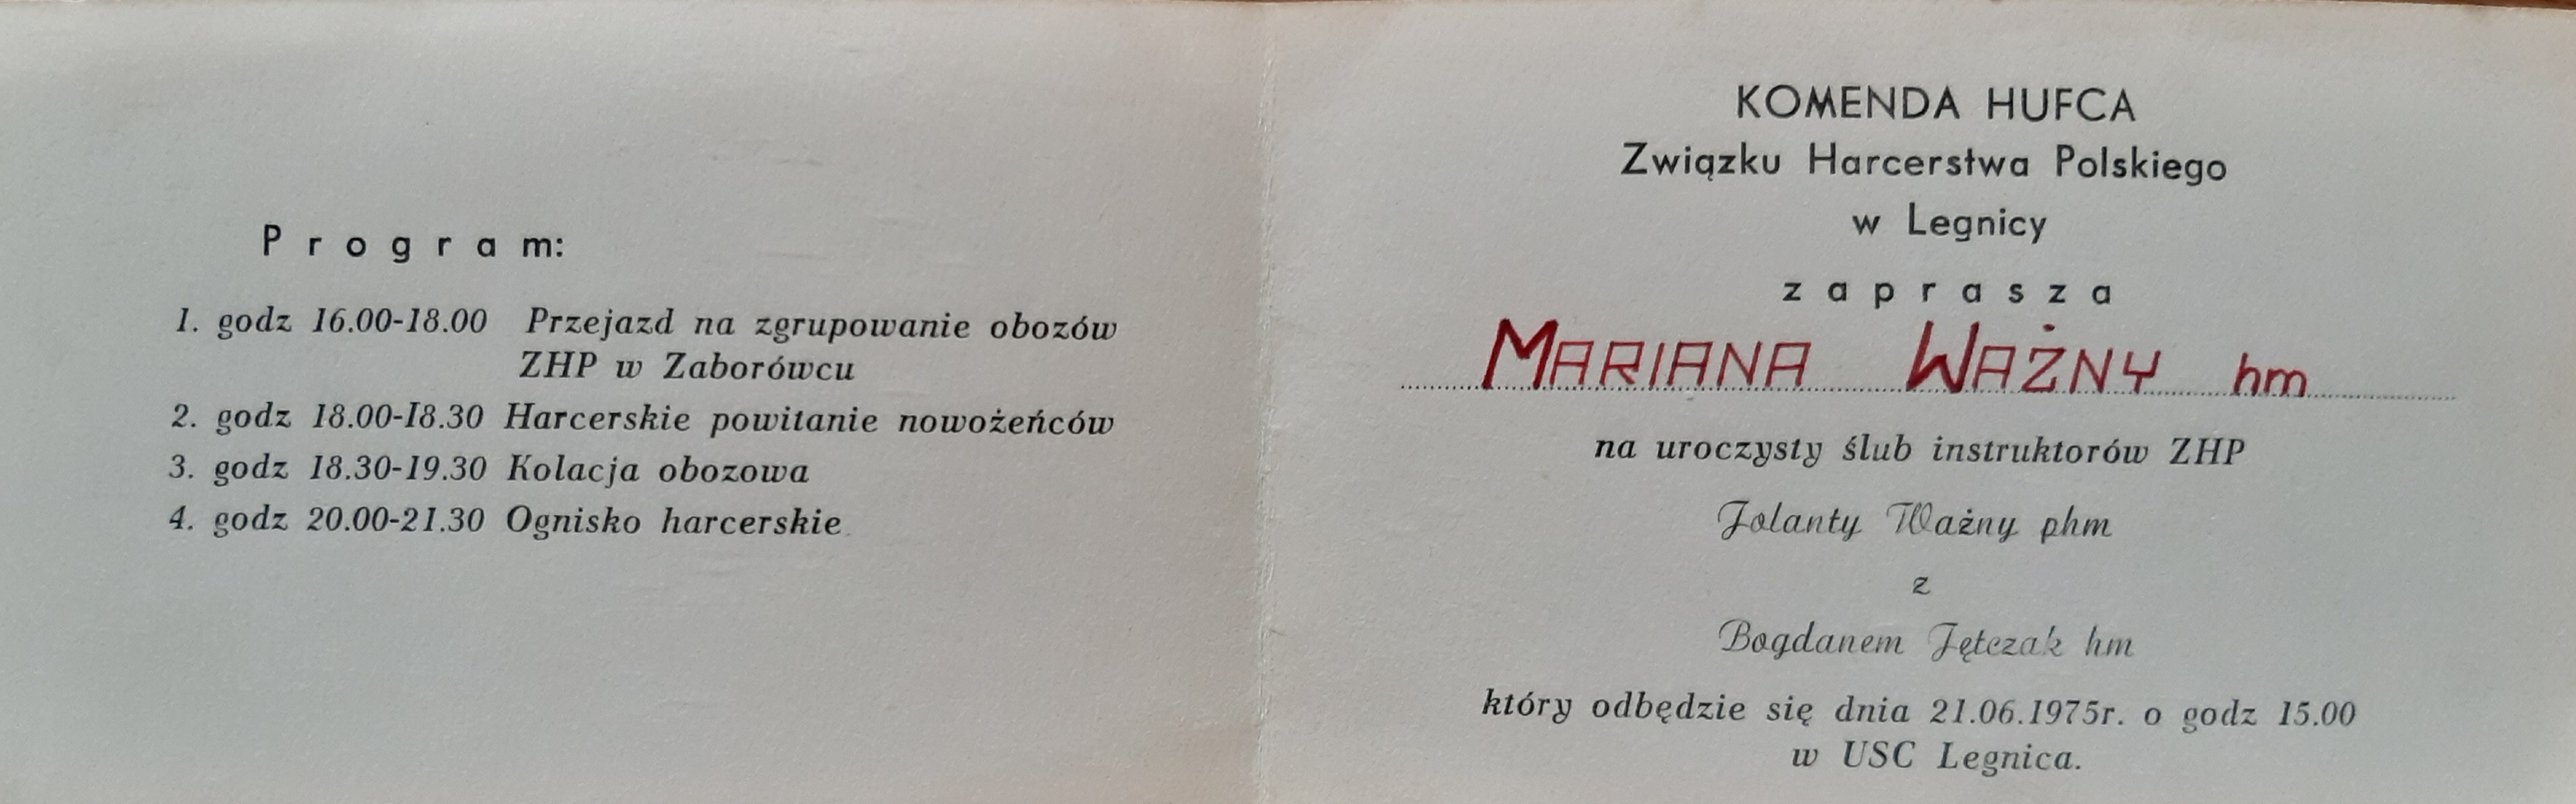 P r o g r a m:
1. godz 16.00-18.00 Przejazd na zgrupowanie obozów
ZHP w Zaborówcu
2. godz 18.00-I8.30 Harcerskie powitanie nowożeńców
3. godz 18.30-19.30 Kolacja obozowa
4. godz 20.00-21.30 Ognisko harcerskie
KOMENDA HUFCA
Związku Harcerstwa Polskiego
w Legnicy
z a p r a s z a
MARIANA WAŻNY hm
na uroczysty ślub instruktorów ZHP
Jolanty Ważny phm
z
Bogdanem Jętczak hm
który odbędzie się dnia 21.06.1975r. o godz 15.00
w USC Legnica.